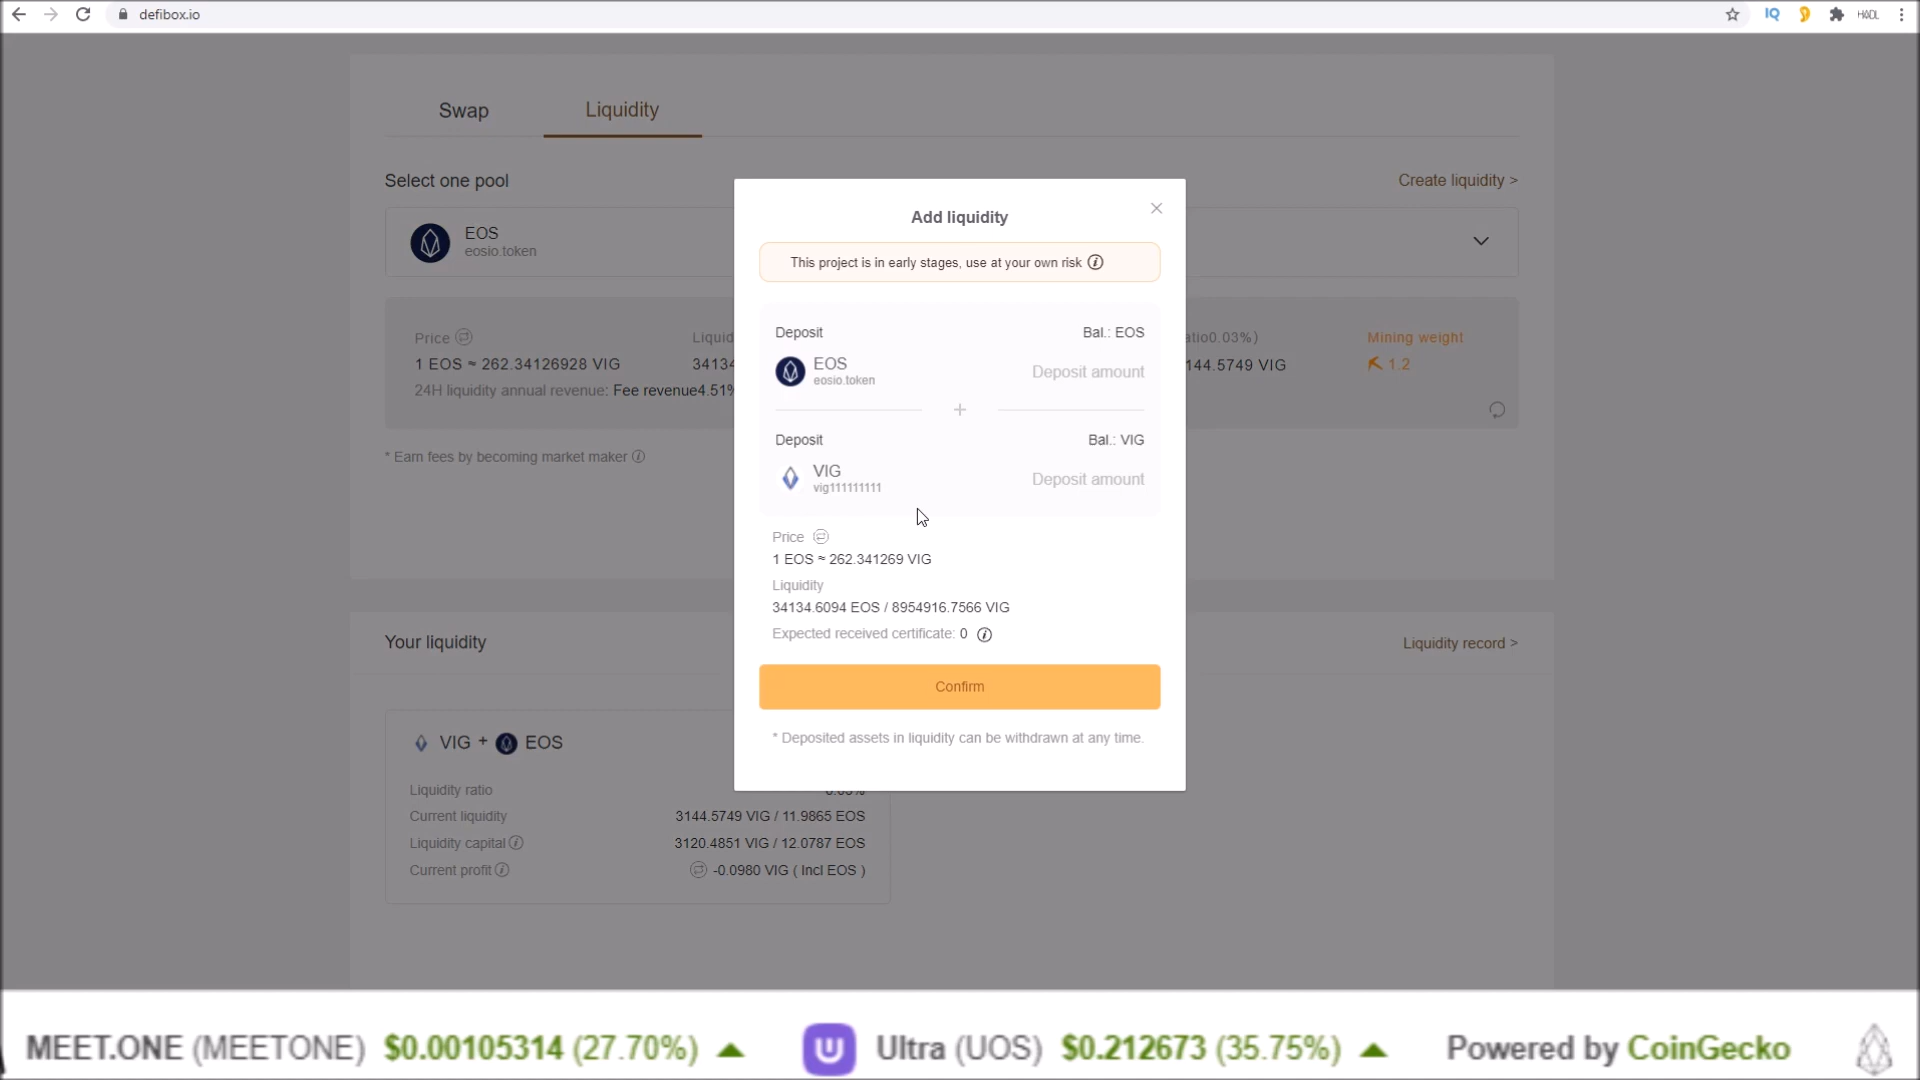 defibox.io
IQ
HADL
Swap
Liquidity
Select one pool
Create liquidity >
EOS
eosio.token
Price
1 EOS ≈ 262.34126928 VIG
24H liquidity annual revenue: Fee revenue4.51%
0.03%)
144.5749 VIG
Mining weight
1.2
* Earn fees by becoming market maker
Add liquidity
This project is in early stages, use at your own risk
Deposit
Bal.: EOS
EOS
eosio.token
Deposit amount
+
Deposit
Bal.: VIG
VIG
vig111111111
Deposit amount
Price
1 EOS ≈ 262.341269 VIG
Liquidity
34134.6094 EOS / 8954916.7566 VIG
Expected received certificate: 0
Confirm
* Deposited assets in liquidity can be withdrawn at any time.
Your liquidity
Liquidity record >
VIG + EOS
Liquidity ratio
Current liquidity 3144.5749 VIG / 11.9865 EOS
Liquidity capital 3120.4851 VIG / 12.0787 EOS
Current profit -0.0980 VIG ( Incl EOS )
MEET.ONE (MEETONE) $0.00105314 (27.70%)
Ultra (UOS) $0.212673 (35.75%)
Powered by CoinGecko